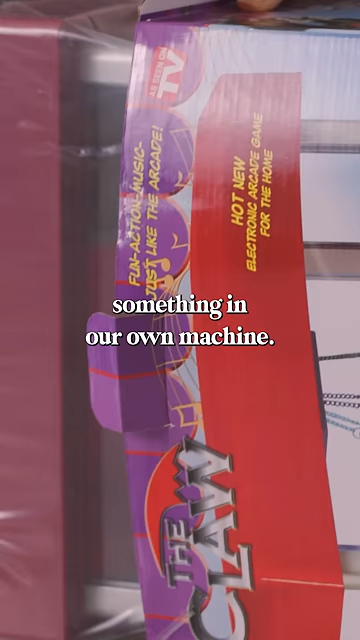 AS SEEN ON
TV
FUN-ACTION-MUSIC-
JUST LIKE THE ARCADE!
HOT NEW
ELECTRONIC ARCADE GAME
FOR THE HOME
something in
our own machine.
THE
CLAW